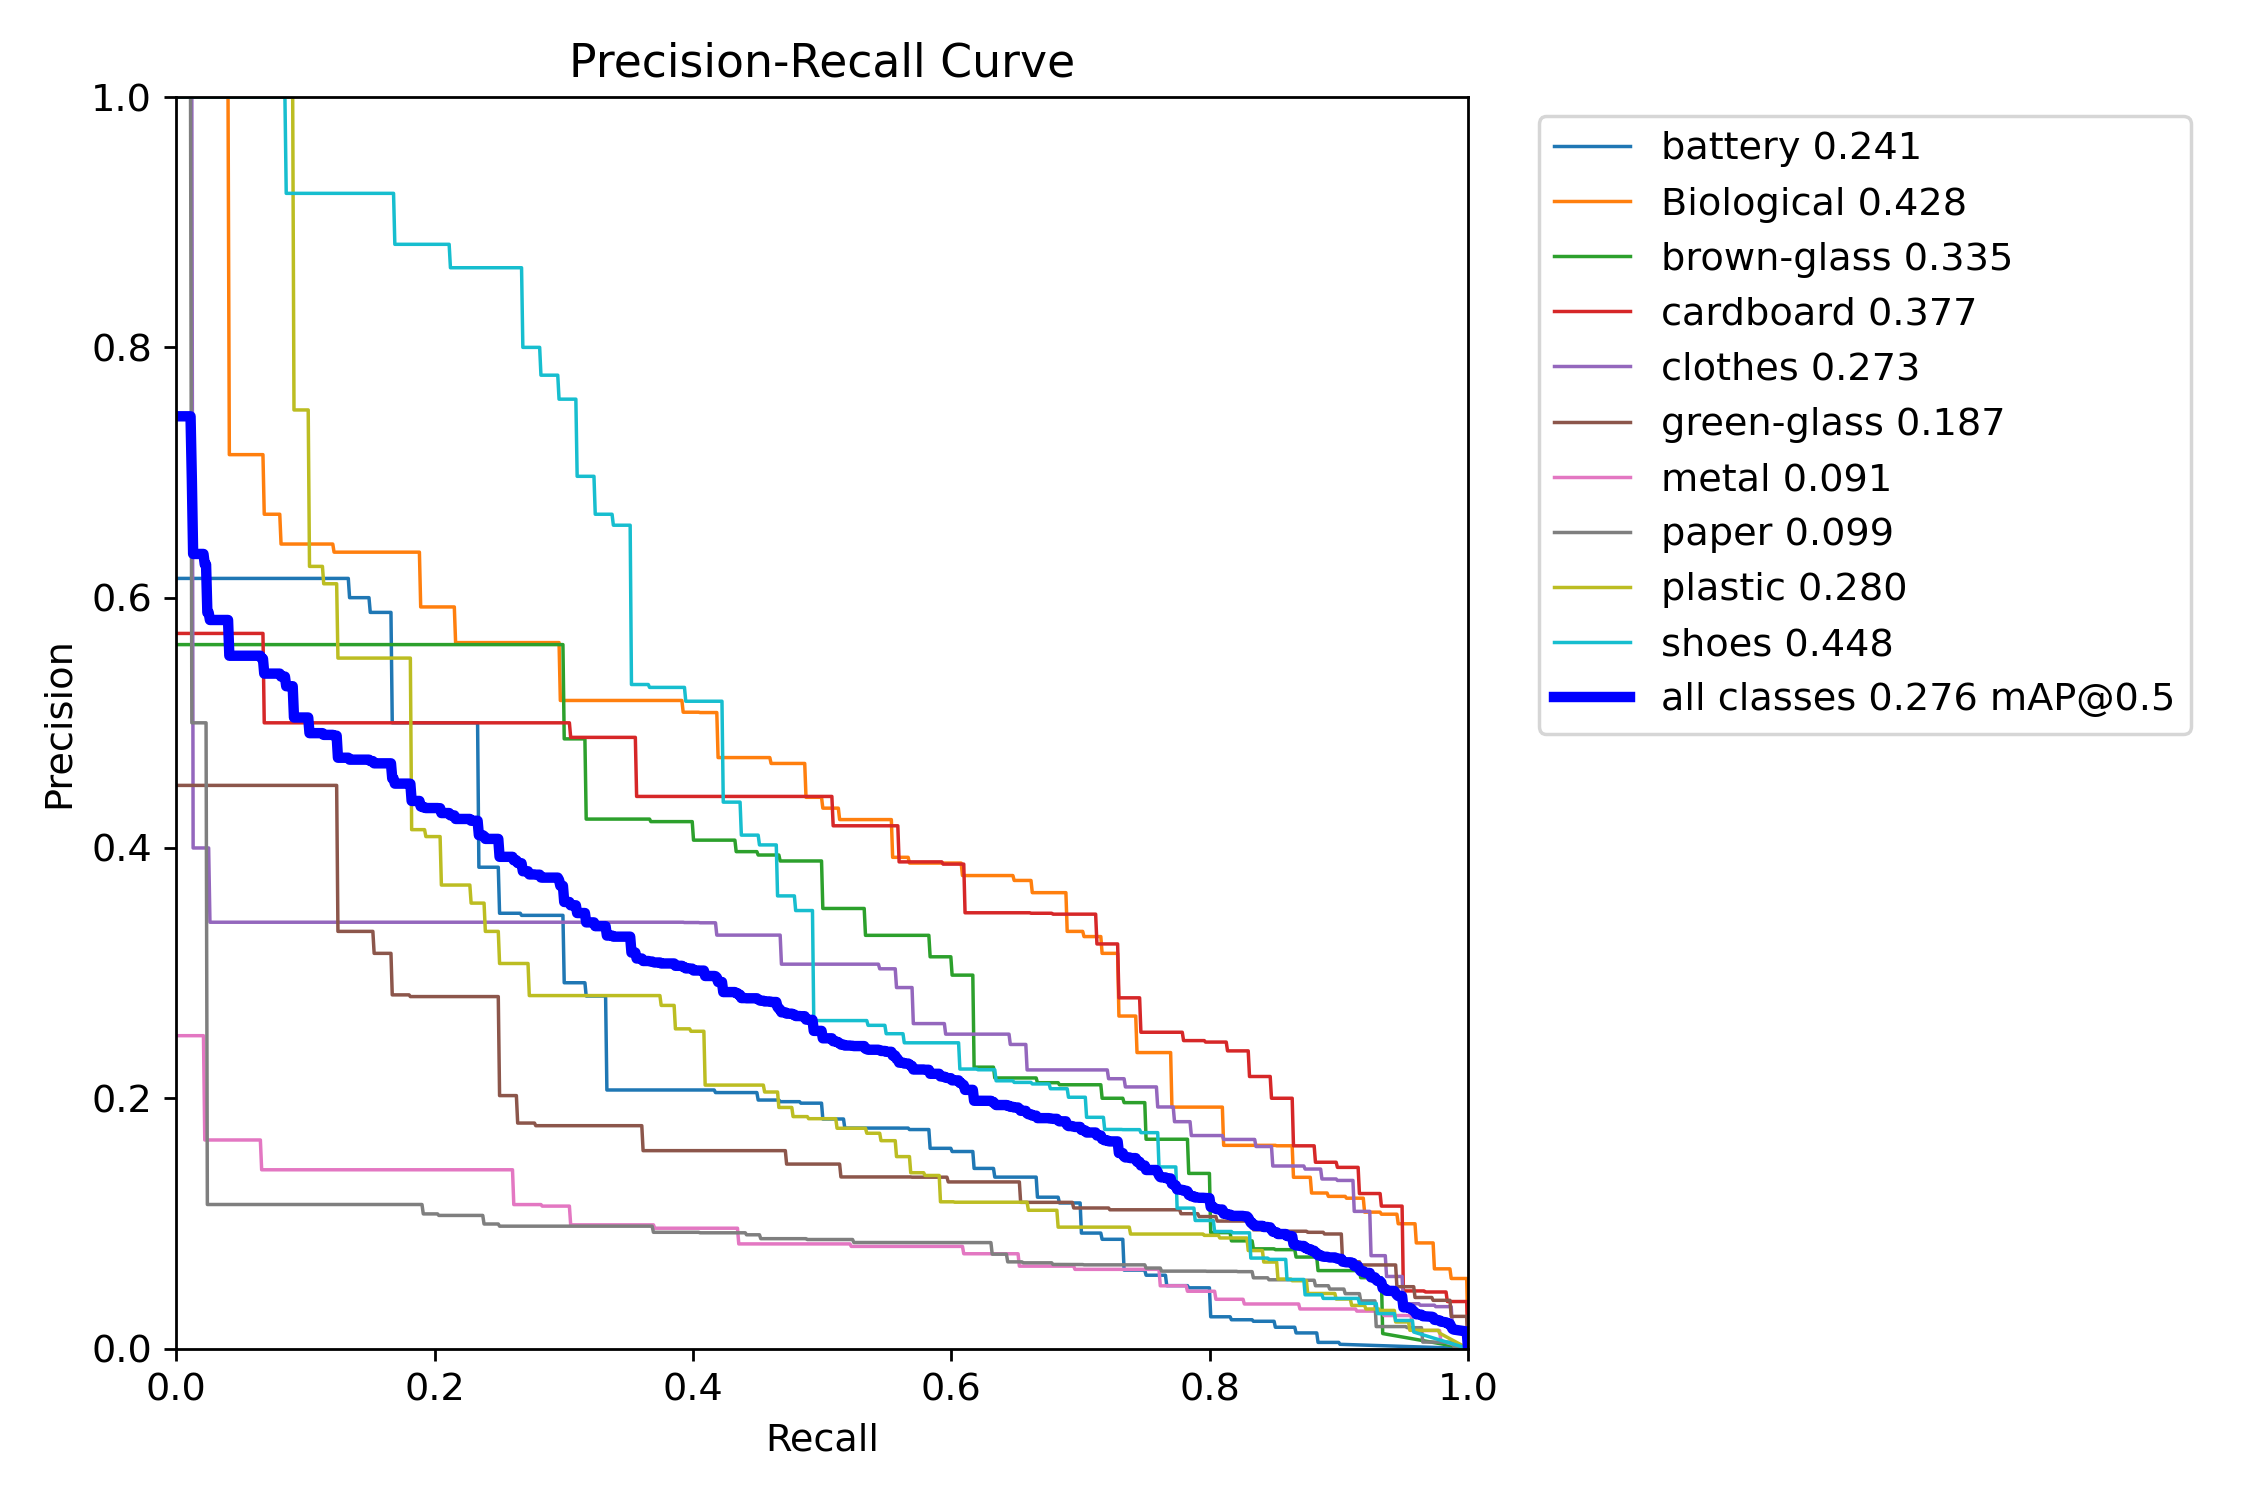 Precision-Recall Curve
1.0
0.8
0.6
0.4
0.2
0.0
Precision
0.0 0.2 0.4 0.6 0.8 1.0
Recall
battery 0.241
Biological 0.428
brown-glass 0.335
cardboard 0.377
clothes 0.273
green-glass 0.187
metal 0.091
paper 0.099
plastic 0.280
shoes 0.448
all classes 0.276 mAP@0.5